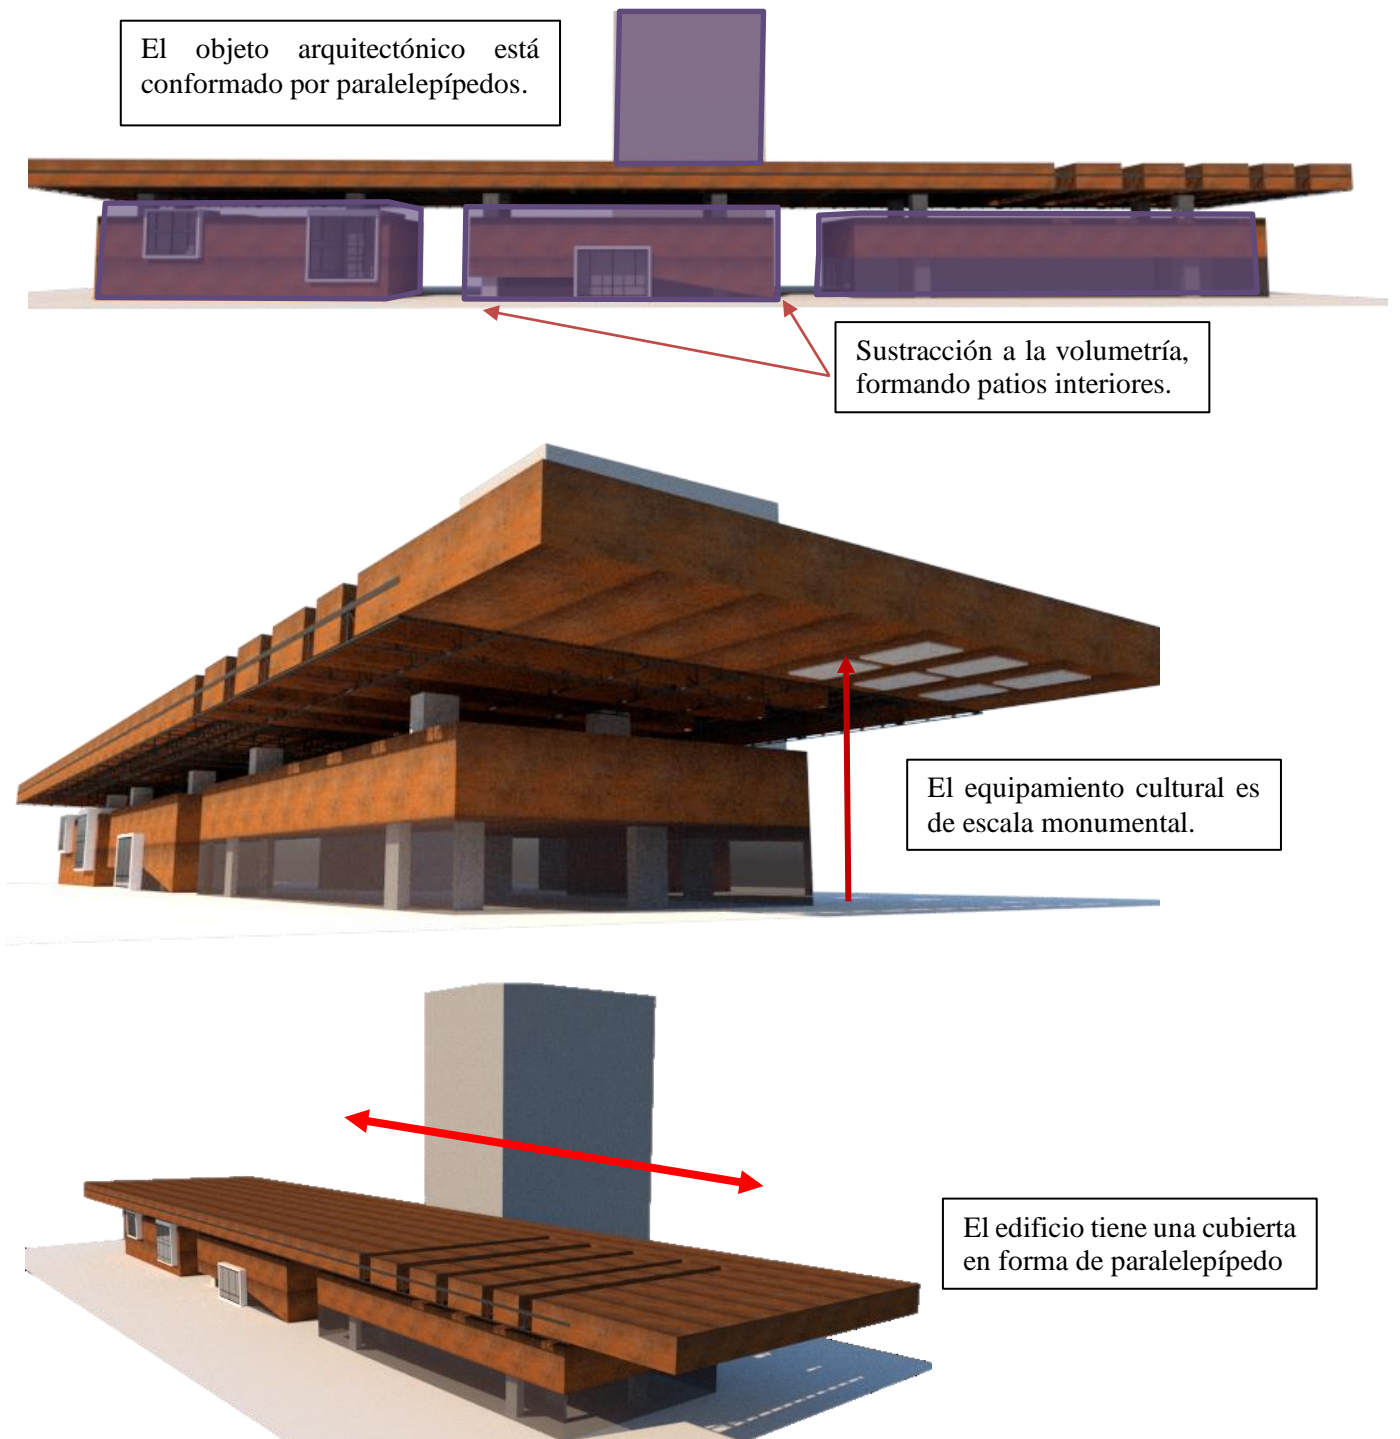 El objeto arquitectónico está
conformado por paralelepípedos.
Sustracción a la volumetría,
formando patios interiores.
El equipamiento cultural es
de escala monumental.
El edificio tiene una cubierta
en forma de paralelepípedo